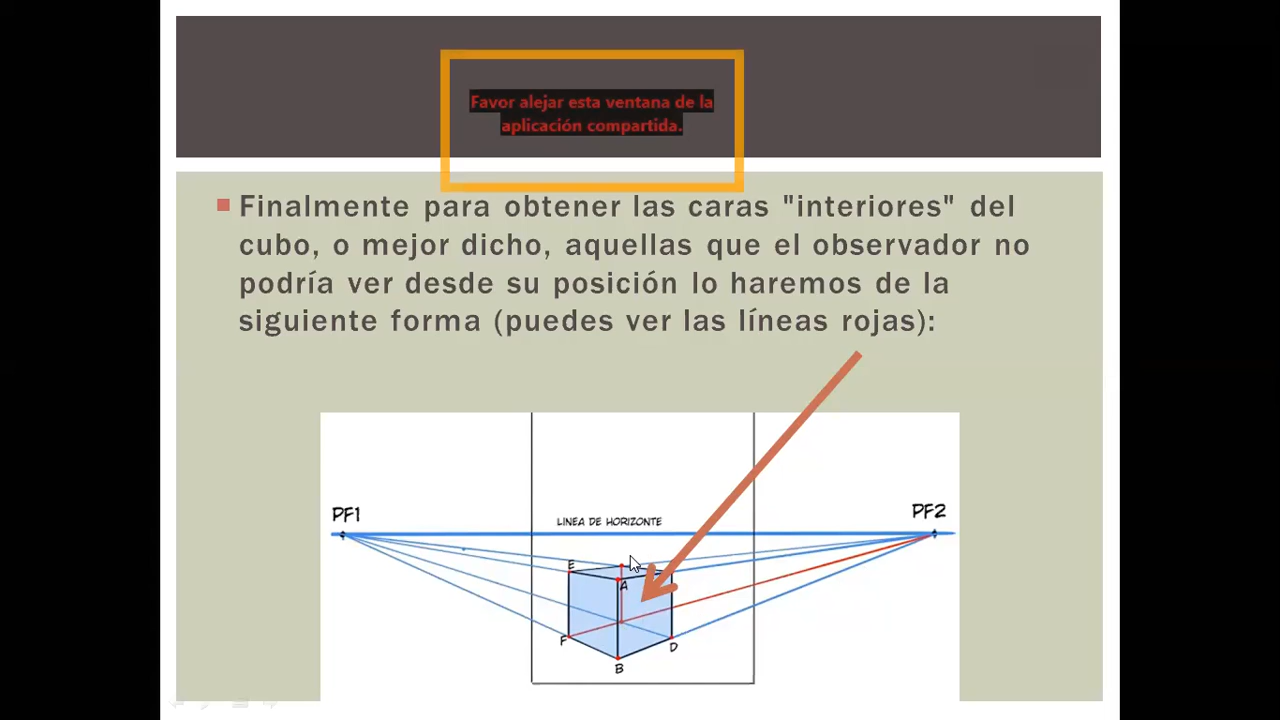 Favor alejar esta ventana de la
aplicación compartida.
Finalmente para obtener las caras "interiores" del
cubo, o mejor dicho, aquellas que el observador no
podría ver desde su posición lo haremos de la
siguiente forma (puedes ver las líneas rojas):
PF1
PF2
LINEA DE HORIZONTE
E
A
F
D
B